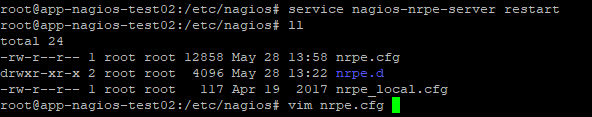 root@app-nagios-test02:/etc/nagios# service nagios-nrpe-server restart
root@app-nagios-test02:/etc/nagios# ll
total 24
-rw-r--r-- 1 root root 12858 May 28 13:58 nrpe.cfg
drwxr-xr-x 2 root root  4096 May 28 13:22 nrpe.d
-rw-r--r-- 1 root root   117 Apr 19  2017 nrpe_local.cfg
root@app-nagios-test02:/etc/nagios# vim nrpe.cfg